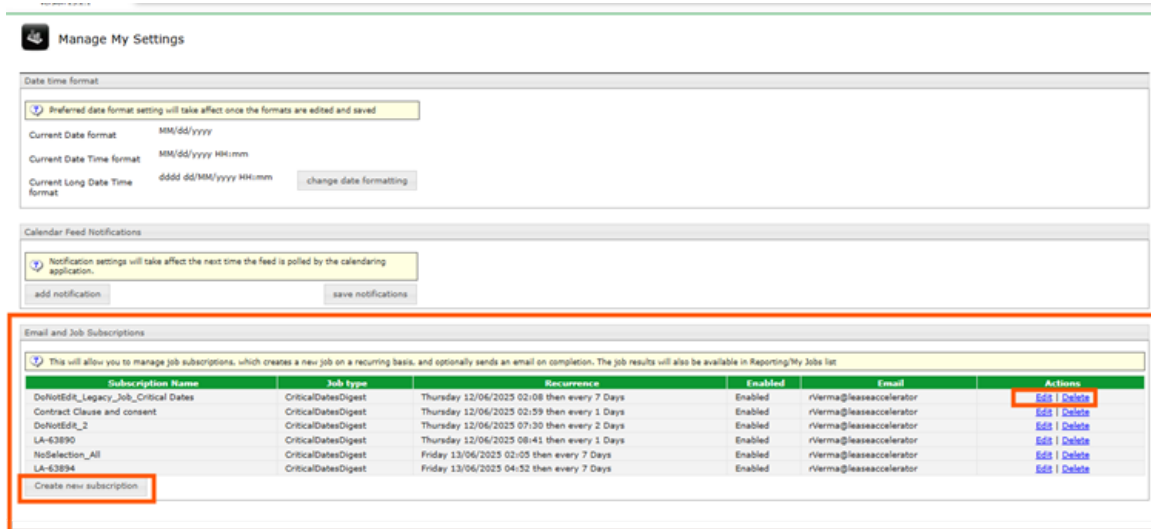 Manage My Settings
Date time format
Preferred date format setting will take affect once the formats are edited and saved
Current Date format MM/dd/yyyy
Current Date Time format MM/dd/yyyy HH:mm
Current Long Date Time format dddd dd/MM/yyyy HH:mm change date formatting
Calendar Feed Notifications
Notification settings will take affect the next time the feed is polled by the calendaring
application.
add notification save notifications
Email and Job Subscriptions
This will allow you to manage job subscriptions, which creates a new job on a recurring basis, and optionally sends an email on completion. The job results will also be available in Reporting/My Jobs list
Subscription Name Job type Recurrence Enabled Email Actions
DoNotEdit_Legacy_Job_Critical Dates CriticalDatesDigest Thursday 12/06/2025 02:08 then every 7 Days Enabled rVerma@leaseaccelerator Edit | Delete
Contract Clause and consent CriticalDatesDigest Thursday 12/06/2025 02:59 then every 1 Days Enabled rVerma@leaseaccelerator Edit | Delete
DoNotEdit_2 CriticalDatesDigest Thursday 12/06/2025 07:30 then every 2 Days Enabled rVerma@leaseaccelerator Edit | Delete
LA-63890 CriticalDatesDigest Thursday 12/06/2025 08:41 then every 1 Days Enabled rVerma@leaseaccelerator Edit | Delete
NoSelection_All CriticalDatesDigest Friday 13/06/2025 02:05 then every 7 Days Enabled rVerma@leaseaccelerator Edit | Delete
LA-63894 CriticalDatesDigest Friday 13/06/2025 04:52 then every 7 Days Enabled rVerma@leaseaccelerator Edit | Delete
Create new subscription